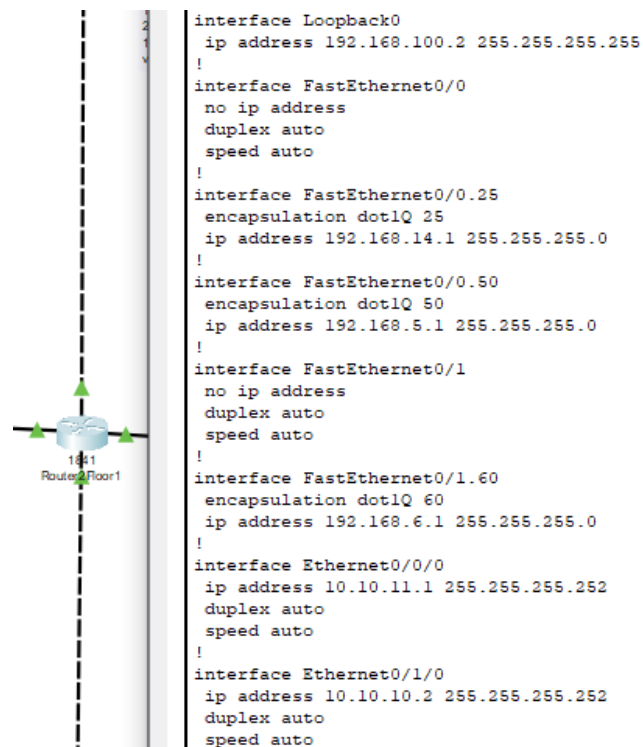 2
1
1
v
1841
Router2Floor1
interface Loopback0
 ip address 192.168.100.2 255.255.255.255
!
interface FastEthernet0/0
 no ip address
 duplex auto
 speed auto
!
interface FastEthernet0/0.25
 encapsulation dot1Q 25
 ip address 192.168.14.1 255.255.255.0
!
interface FastEthernet0/0.50
 encapsulation dot1Q 50
 ip address 192.168.5.1 255.255.255.0
!
interface FastEthernet0/1
 no ip address
 duplex auto
 speed auto
!
interface FastEthernet0/1.60
 encapsulation dot1Q 60
 ip address 192.168.6.1 255.255.255.0
!
interface Ethernet0/0/0
 ip address 10.10.11.1 255.255.255.252
 duplex auto
 speed auto
!
interface Ethernet0/1/0
 ip address 10.10.10.2 255.255.255.252
 duplex auto
 speed auto